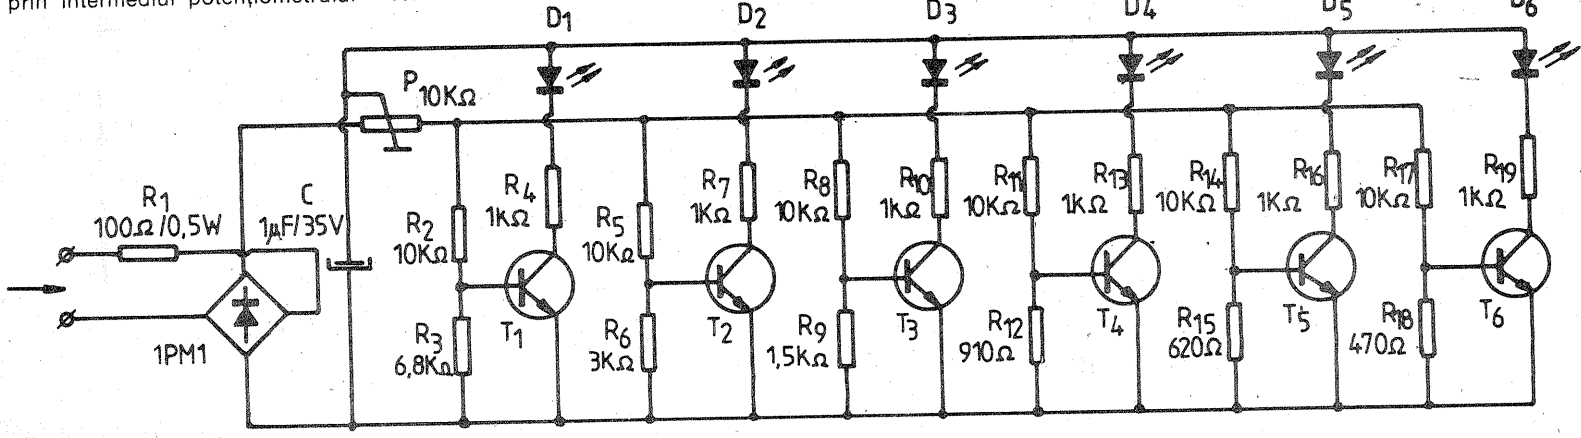 prin intermediul potențiometrului
D1 D2 D3 D4 D5 D6
P 10KΩ
R1
100Ω/0,5W
C
1µF/35V
R2
10KΩ
R4
1KΩ
R5
10KΩ
R7
1KΩ
R8
10KΩ
R10
1KΩ
R11
10KΩ
R13
1KΩ
R14
10KΩ
R16
1KΩ
R17
10KΩ
R19
1KΩ
1PM1
R3
6,8KΩ
T1
R6
3KΩ
T2
R9
1,5KΩ
T3
R12
910Ω
T4
R15
620Ω
T5
R18
470Ω
T6